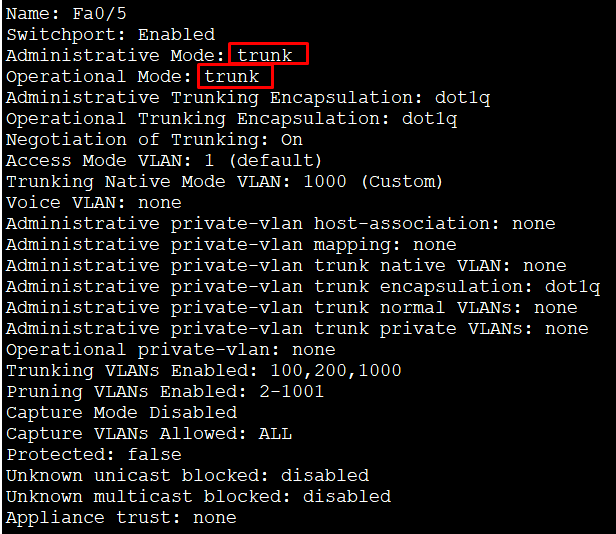 Name: Fa0/5
Switchport: Enabled
Administrative Mode: trunk
Operational Mode: trunk
Administrative Trunking Encapsulation: dot1q
Operational Trunking Encapsulation: dot1q
Negotiation of Trunking: On
Access Mode VLAN: 1 (default)
Trunking Native Mode VLAN: 1000 (Custom)
Voice VLAN: none
Administrative private-vlan host-association: none
Administrative private-vlan mapping: none
Administrative private-vlan trunk native VLAN: none
Administrative private-vlan trunk encapsulation: dot1q
Administrative private-vlan trunk normal VLANs: none
Administrative private-vlan trunk private VLANs: none
Operational private-vlan: none
Trunking VLANs Enabled: 100,200,1000
Pruning VLANs Enabled: 2-1001
Capture Mode Disabled
Capture VLANs Allowed: ALL
Protected: false
Unknown unicast blocked: disabled
Unknown multicast blocked: disabled
Appliance trust: none